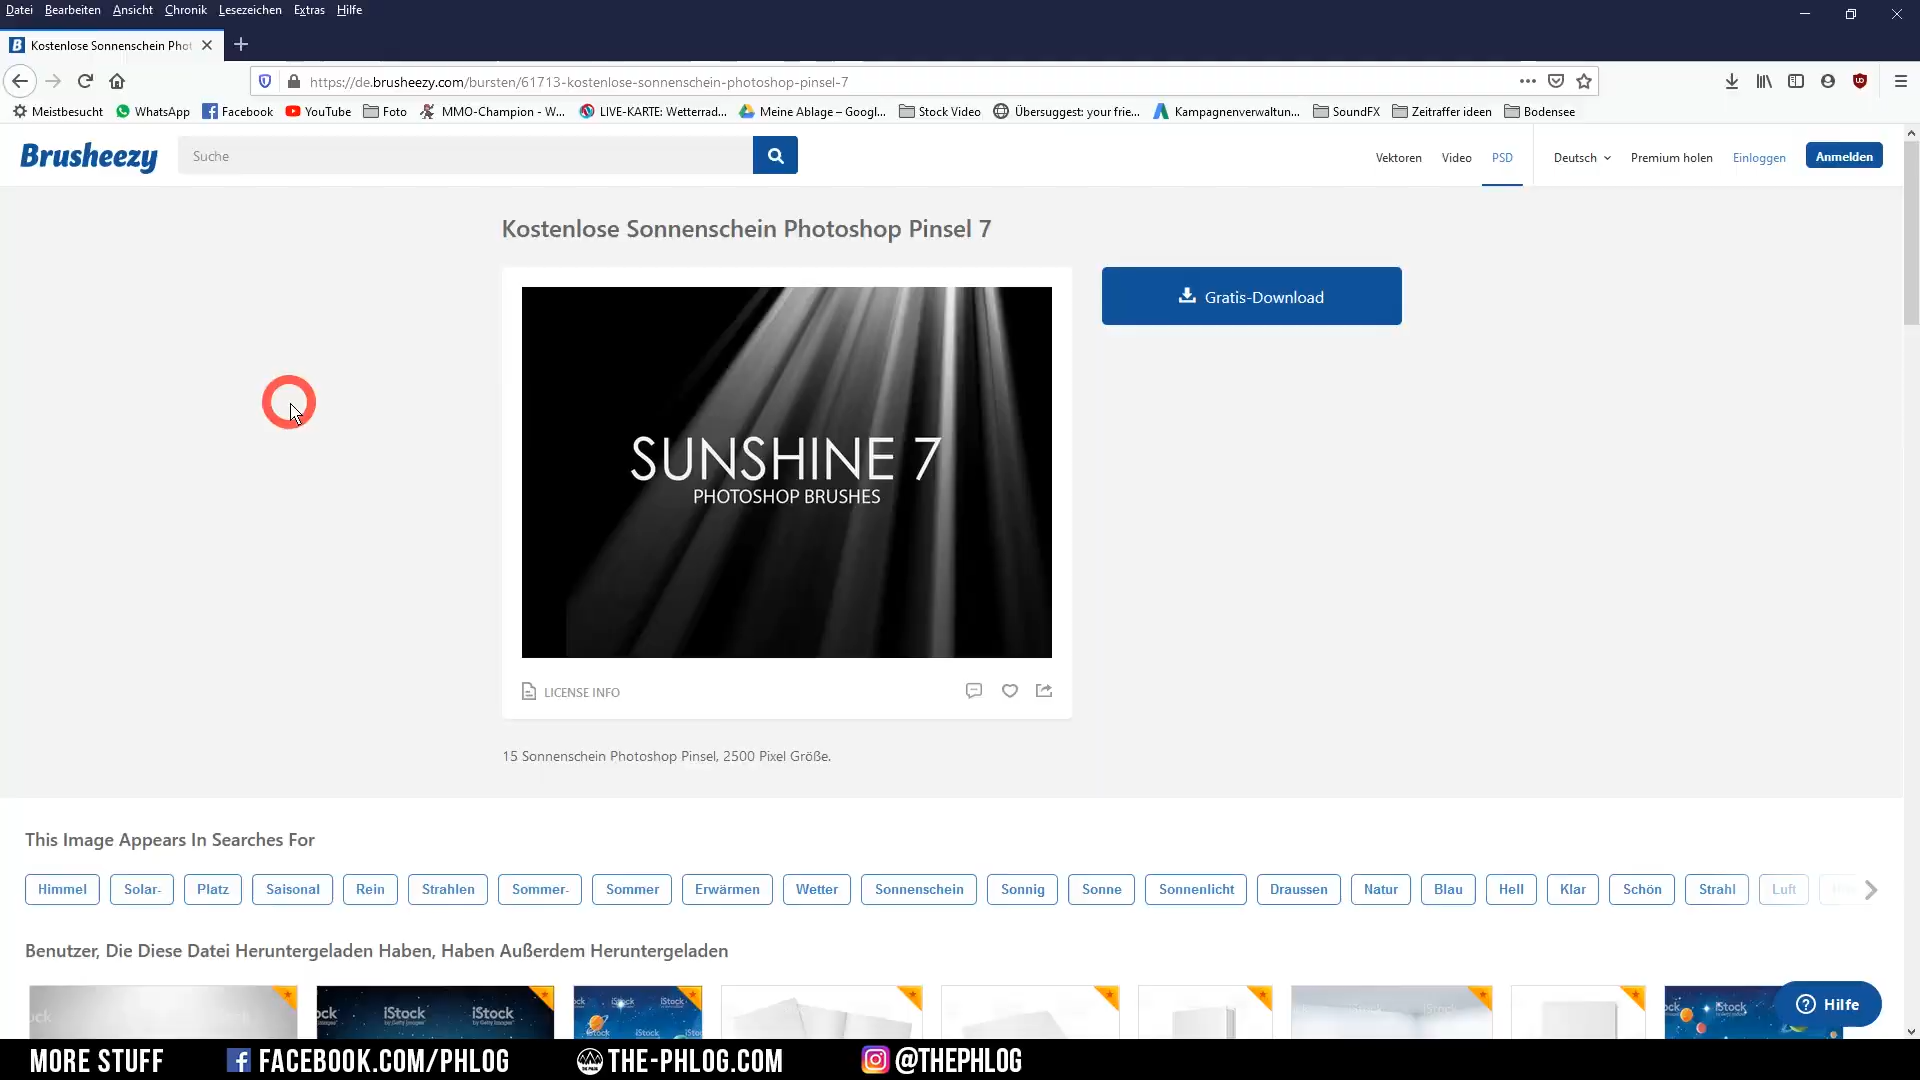 Datei Bearbeiten Ansicht Chronik Lesezeichen Extras Hilfe
Kostenlose Sonnenschein Phot
https://de.brusheezy.com/bursten/61713-kostenlose-sonnenschein-photoshop-pinsel-7
Meistbesucht WhatsApp Facebook YouTube Foto MMO-Champion - W... LIVE-KARTE: Wetterrad... Meine Ablage – Googl... Stock Video Übersuggest: your frie... Kampagnenverwaltun... SoundFX Zeitraffer ideen Bodensee
Brusheezy Suche Vektoren Video PSD Deutsch Premium holen Einloggen Anmelden
Kostenlose Sonnenschein Photoshop Pinsel 7
Gratis-Download
SUNSHINE 7
PHOTOSHOP BRUSHES
LICENSE INFO
15 Sonnenschein Photoshop Pinsel, 2500 Pixel Größe.
This Image Appears In Searches For
Himmel Solar- Platz Saisonal Rein Strahlen Sommer- Sommer Erwärmen Wetter Sonnenschein Sonnig Sonne Sonnenlicht Draussen Natur Blau Hell Klar Schön Strahl Luft
Benutzer, Die Diese Datei Heruntergeladen Haben, Haben Außerdem Heruntergeladen
iStock iStock iStock iStock
Hilfe
MORE STUFF FACEBOOK.COM/PHLOG THE-PHLOG.COM @THEPHLOG